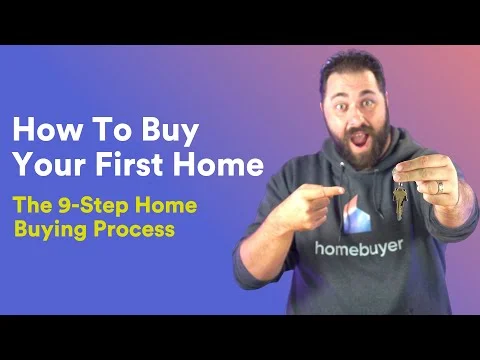 How To Buy
Your First Home
The 9-Step Home
Buying Process
homebuyer